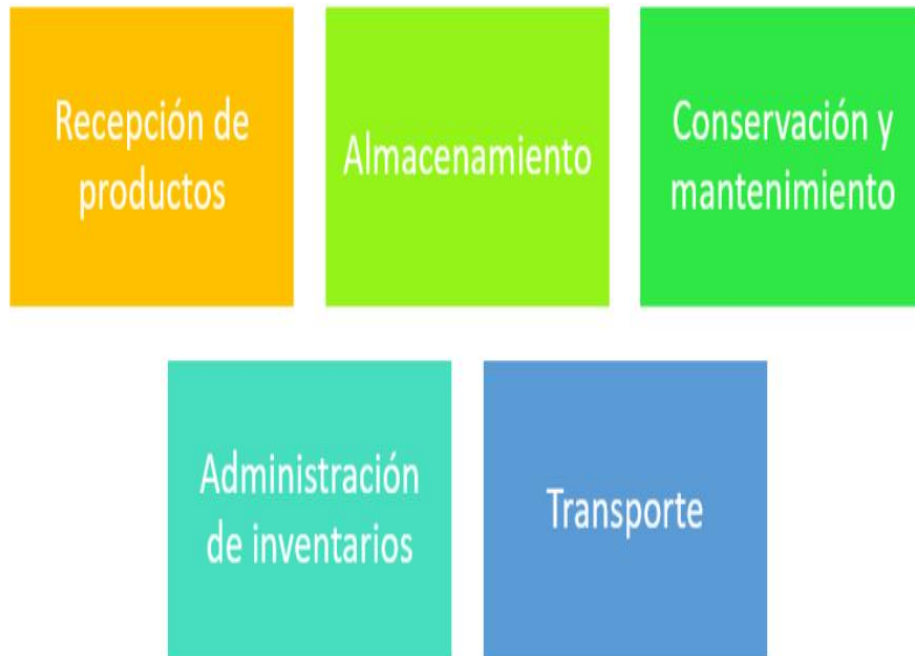 Recepción de
productos
Almacenamiento
Conservación y
mantenimiento
Administración
de inventarios
Transporte